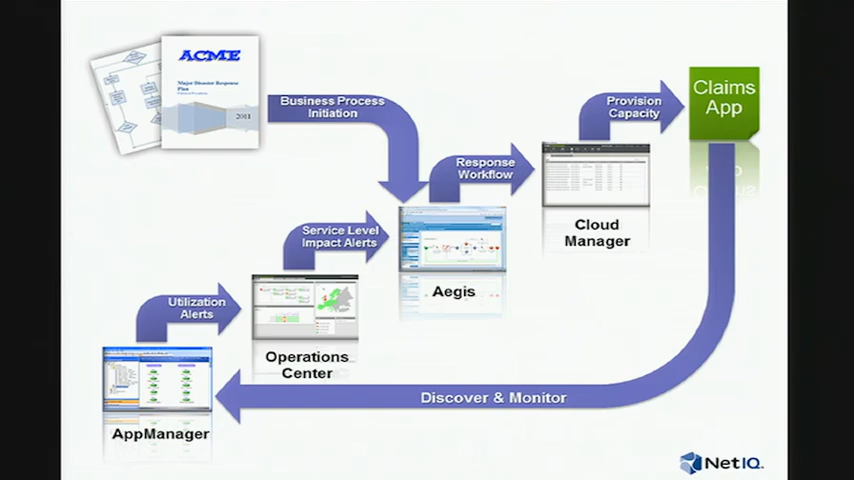 ACME
Major Disaster Response
Plan
2011
Business Process
Initiation
Provision
Capacity
Claims
App
Response
Workflow
Cloud
Manager
Service Level
Impact Alerts
Aegis
Utilization
Alerts
Operations
Center
Discover & Monitor
AppManager
NetIQ.